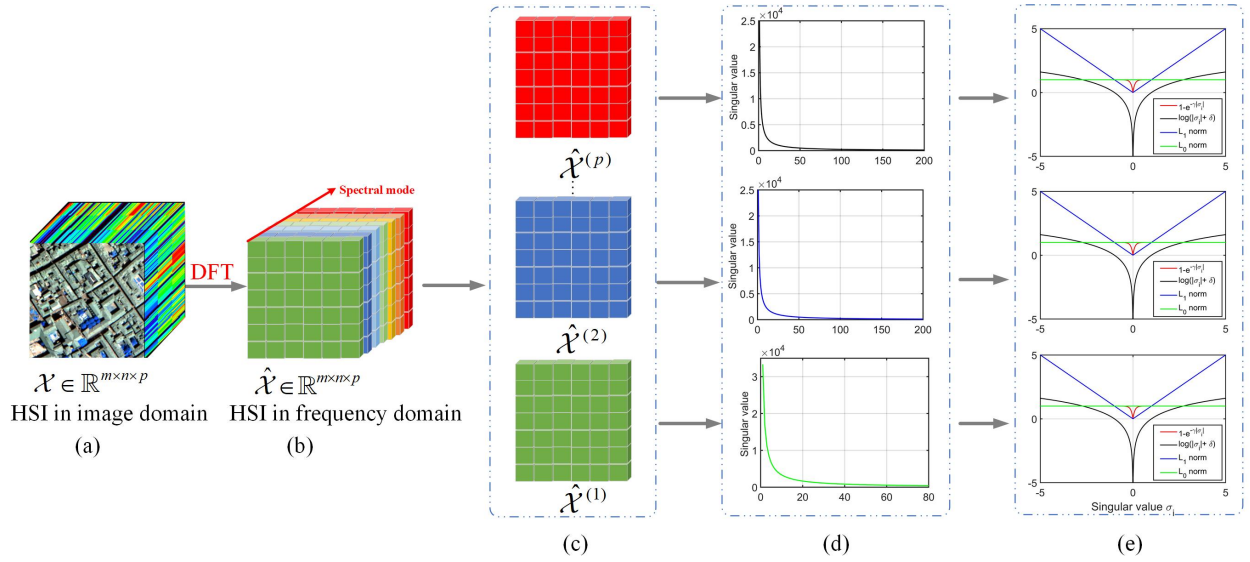 Spectral mode
DFT
𝒳 ∈ ℝ^{m×n×p}
HSI in image domain
(a)
𝒳̂ ∈ ℝ^{m×n×p}
HSI in frequency domain
(b)
𝒳̂^{(p)}
⋮
𝒳̂^{(2)}
𝒳̂^{(1)}
(c)
×10^4
Singular value
2.5
2
1.5
1
0.5
0
0 50 100 150 200
×10^4
Singular value
2.5
2
1.5
1
0.5
0
0 50 100 150 200
×10^4
Singular value
3
2
1
0
0 20 40 60 80
(d)
5
0
-5
-5 0 5
1-e^{-γ|σ_i|}
log(|σ_i|+ δ)
L_1 norm
L_0 norm
5
0
-5
-5 0 5
1-e^{-γ|σ_i|}
log(|σ_i|+ δ)
L_1 norm
L_0 norm
5
0
-5
-5 0 5
1-e^{-γ|σ_i|}
log(|σ_i|+ δ)
L_1 norm
L_0 norm
Singular value σ_i
(e)